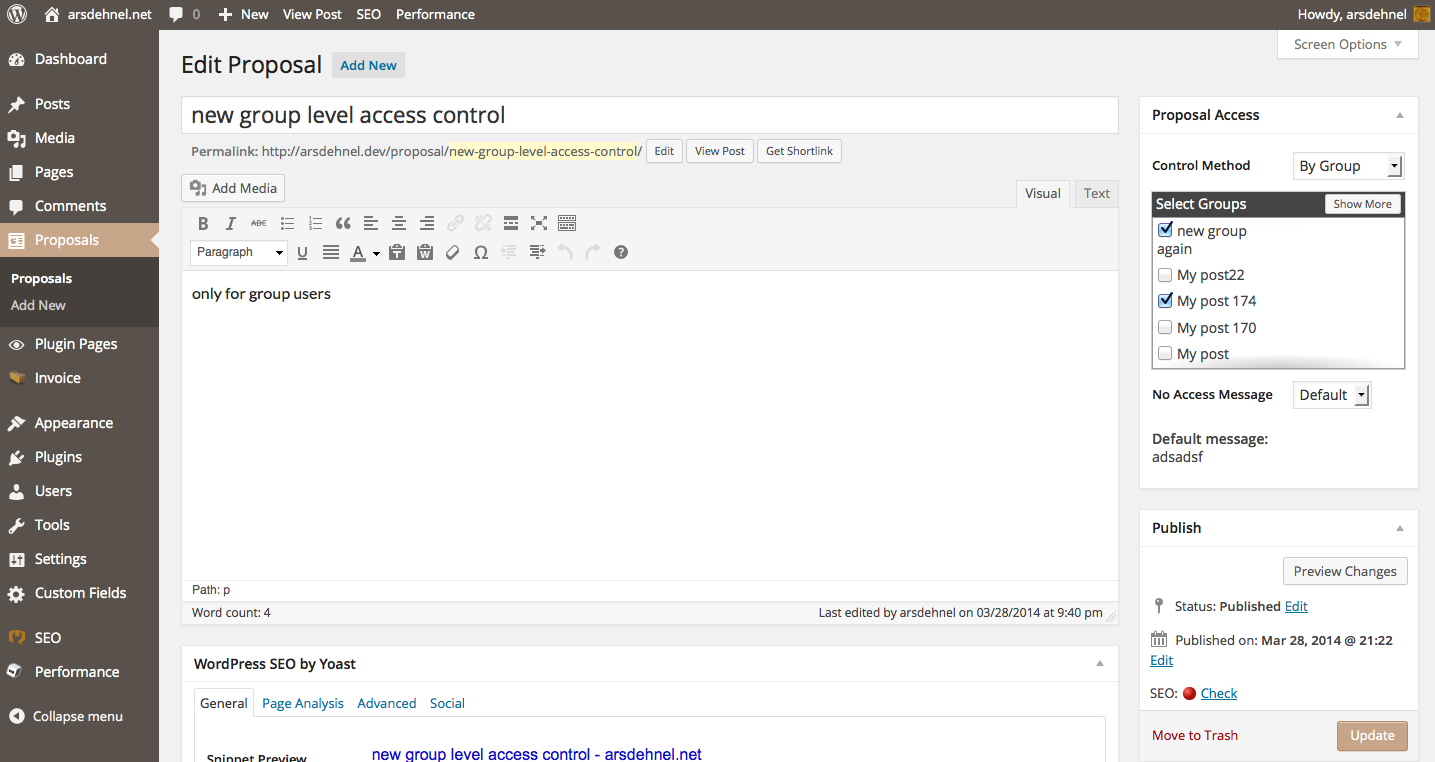 arsdehnel.net 0 New View Post SEO Performance Howdy, arsdehnel
Screen Options
Dashboard
Posts
Media
Pages
Comments
Proposals
Proposals
Add New
Plugin Pages
Invoice
Appearance
Plugins
Users
Tools
Settings
Custom Fields
SEO
Performance
Collapse menu
Edit Proposal Add New
new group level access control
Permalink: http://arsdehnel.dev/proposal/new-group-level-access-control/ Edit View Post Get Shortlink
Add Media
Visual Text
B I ABC
Paragraph U A T W Ω ?
only for group users
Path: p
Word count: 4 Last edited by arsdehnel on 03/28/2014 at 9:40 pm
WordPress SEO by Yoast
General Page Analysis Advanced Social
Snippet Preview new group level access control - arsdehnel.net
Proposal Access
Control Method By Group
Select Groups Show More
new group
again
My post22
My post 174
My post 170
My post
No Access Message Default
Default message:
adsadsf
Publish
Preview Changes
Status: Published Edit
Published on: Mar 28, 2014 @ 21:22
Edit
SEO: Check
Move to Trash Update